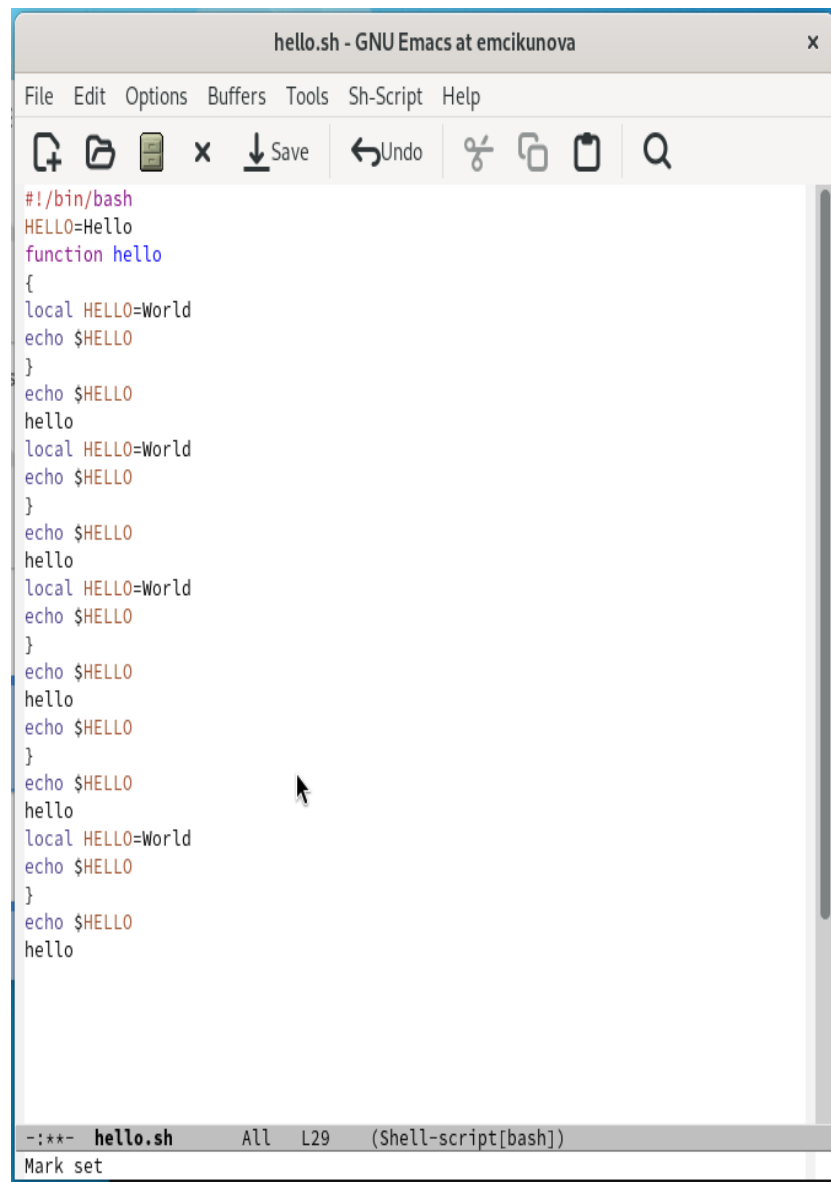 hello.sh - GNU Emacs at emcikunova
File Edit Options Buffers Tools Sh-Script Help
Save Undo
#!/bin/bash
HELLO=Hello
function hello
{
local HELLO=World
echo $HELLO
}
echo $HELLO
hello
local HELLO=World
echo $HELLO
}
echo $HELLO
hello
local HELLO=World
echo $HELLO
}
echo $HELLO
hello
echo $HELLO
}
echo $HELLO
hello
local HELLO=World
echo $HELLO
}
echo $HELLO
hello
-:**- hello.sh All L29 (Shell-script[bash])
Mark set